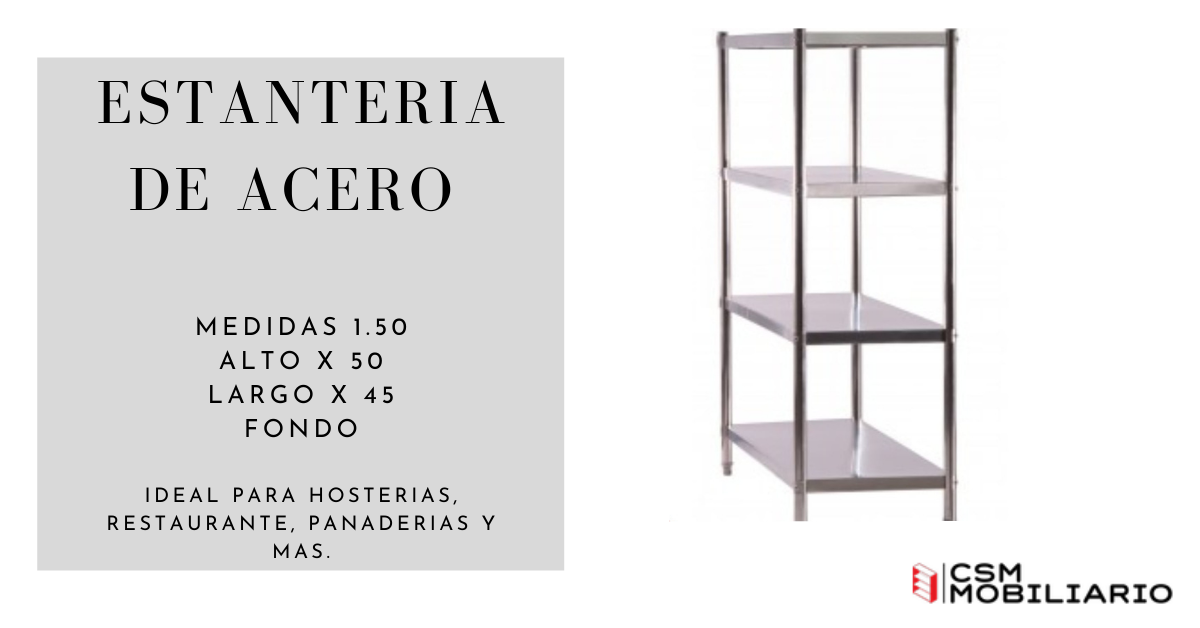 ESTANTERIA
DE ACERO
MEDIDAS 1.50
ALTO X 50
LARGO X 45
FONDO
IDEAL PARA HOSTERIAS,
RESTAURANTE, PANADERIAS Y
MAS.
CSM
MOBILIARIO